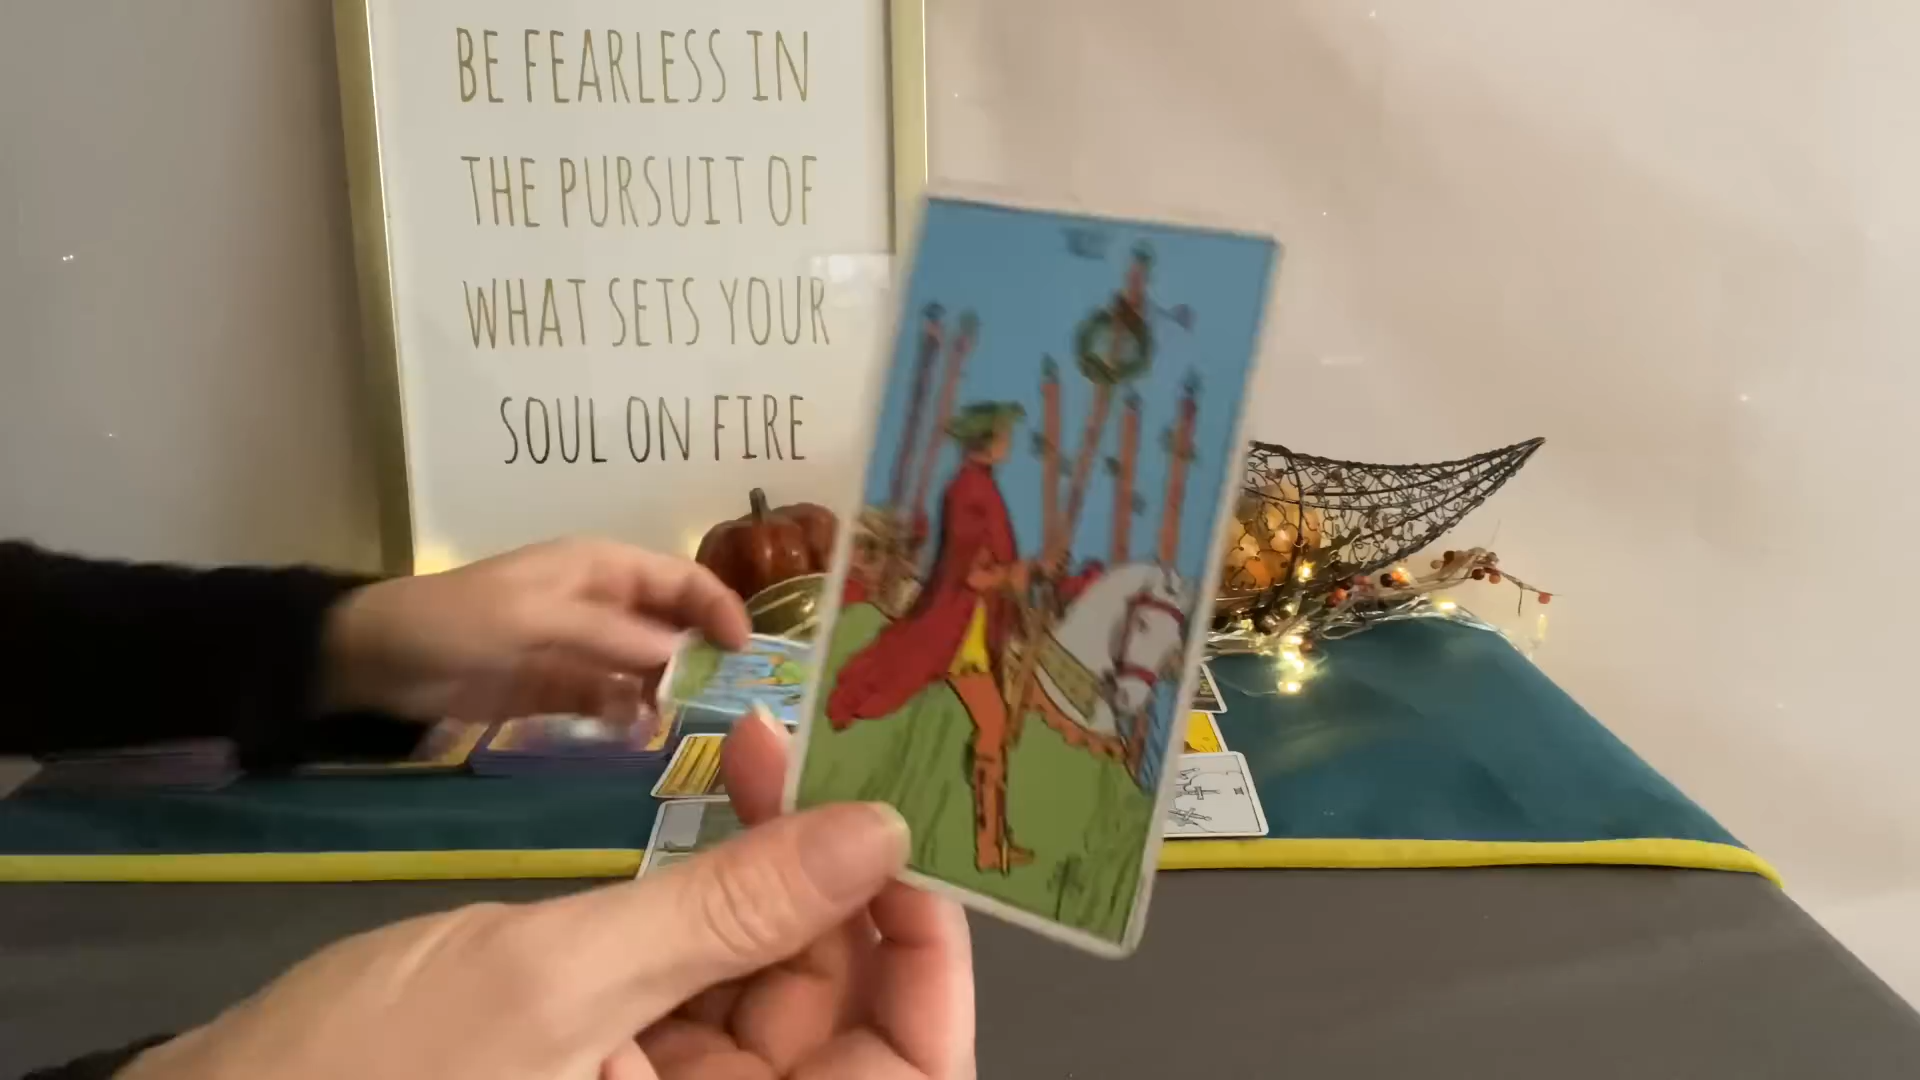 BE FEARLESS IN
THE PURSUIT OF
WHAT SETS YOUR
SOUL ON FIRE